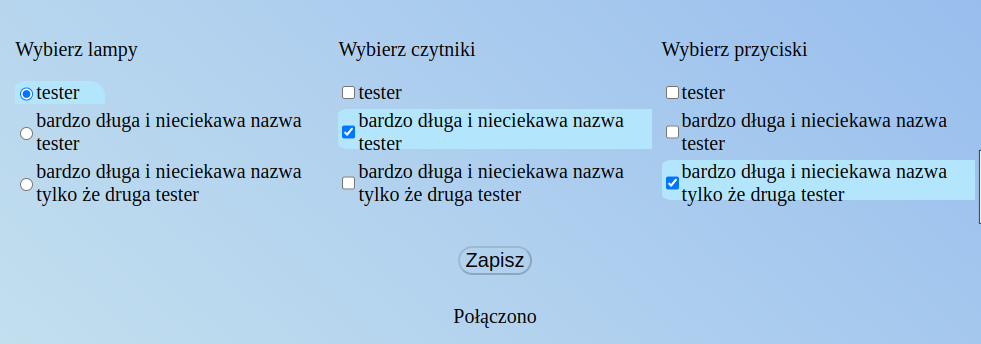 Wybierz lampy
tester
bardzo długa i nieciekawa nazwa
tester
bardzo długa i nieciekawa nazwa
tylko że druga tester
Wybierz czytniki
tester
bardzo długa i nieciekawa nazwa
tester
bardzo długa i nieciekawa nazwa
tylko że druga tester
Wybierz przyciski
tester
bardzo długa i nieciekawa nazwa
tester
bardzo długa i nieciekawa nazwa
tylko że druga tester
Zapisz
Połączono